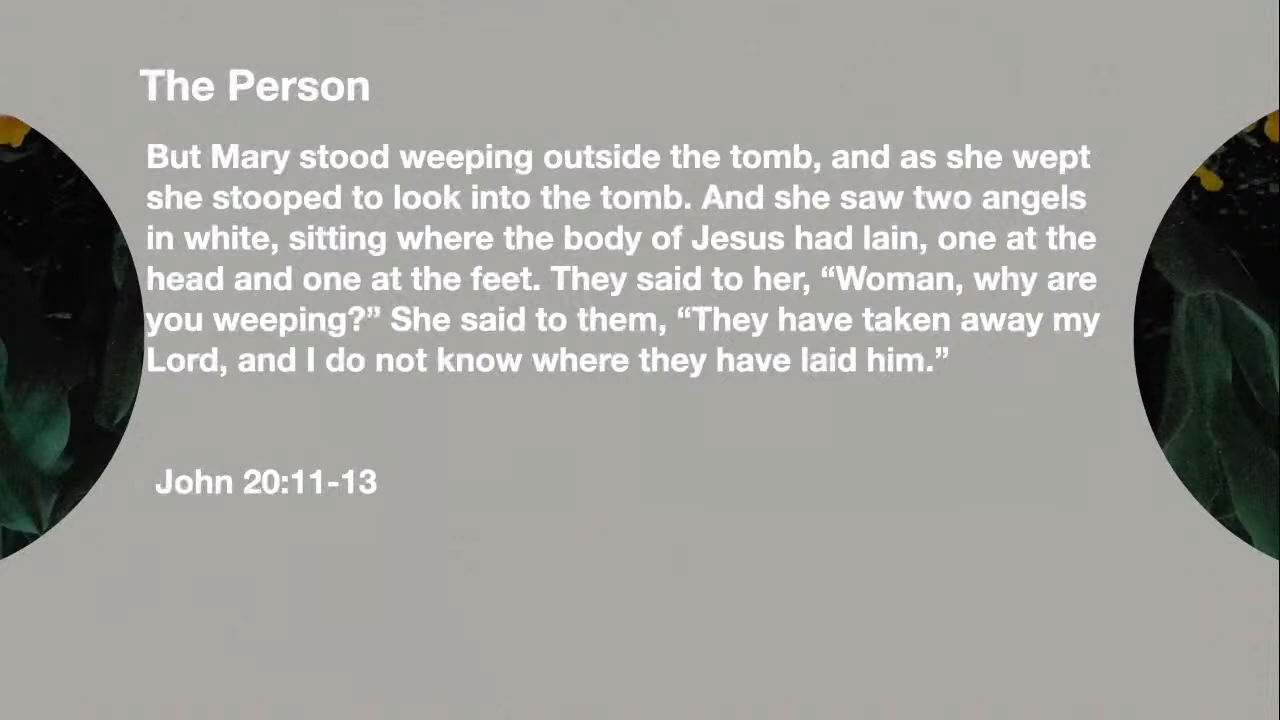 The Person
But Mary stood weeping outside the tomb, and as she wept
she stooped to look into the tomb. And she saw two angels
in white, sitting where the body of Jesus had lain, one at the
head and one at the feet. They said to her, “Woman, why are
you weeping?” She said to them, “They have taken away my
Lord, and I do not know where they have laid him.”
John 20:11-13